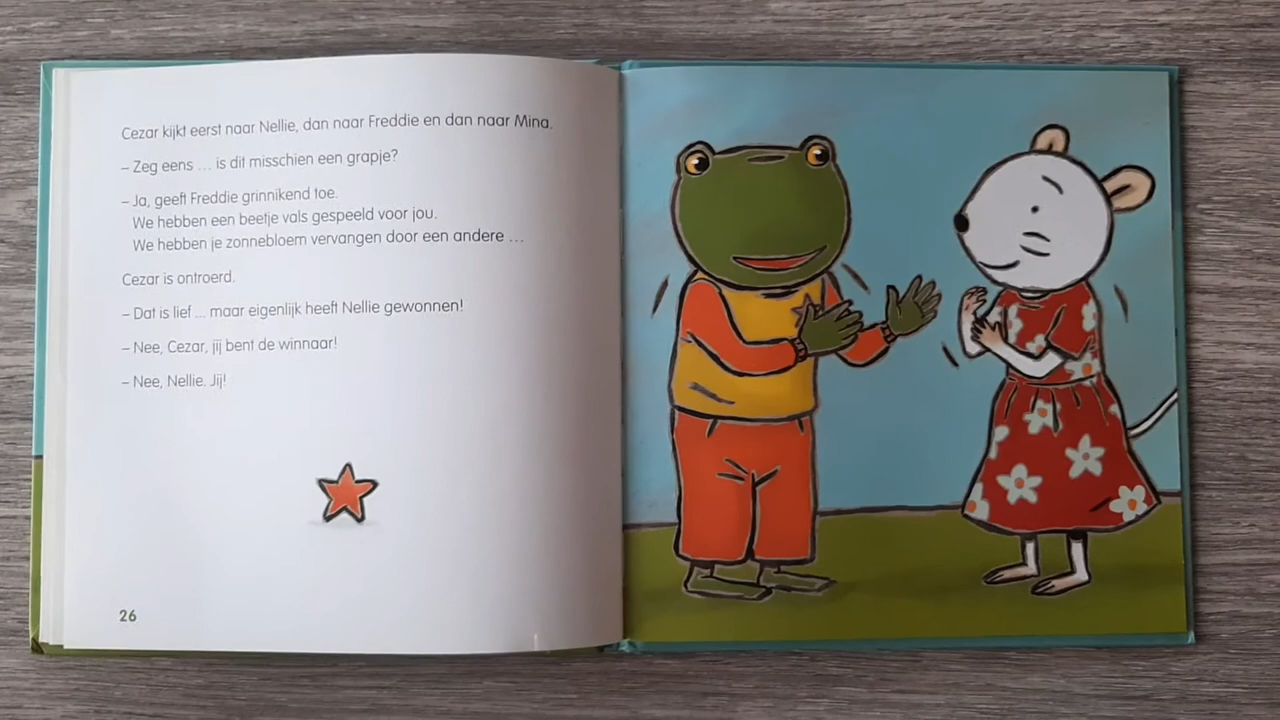 Cezar kijkt eerst naar Nellie, dan naar Freddie en dan naar Mina.
– Zeg eens ... is dit misschien een grapje?
– Ja, geeft Freddie grinnikend toe.
We hebben een beetje vals gespeeld voor jou.
We hebben je zonnebloem vervangen door een andere ...
Cezar is ontroerd.
– Dat is lief ... maar eigenlijk heeft Nellie gewonnen!
– Nee, Cezar, jij bent de winnaar!
– Nee, Nellie. Jij!
26